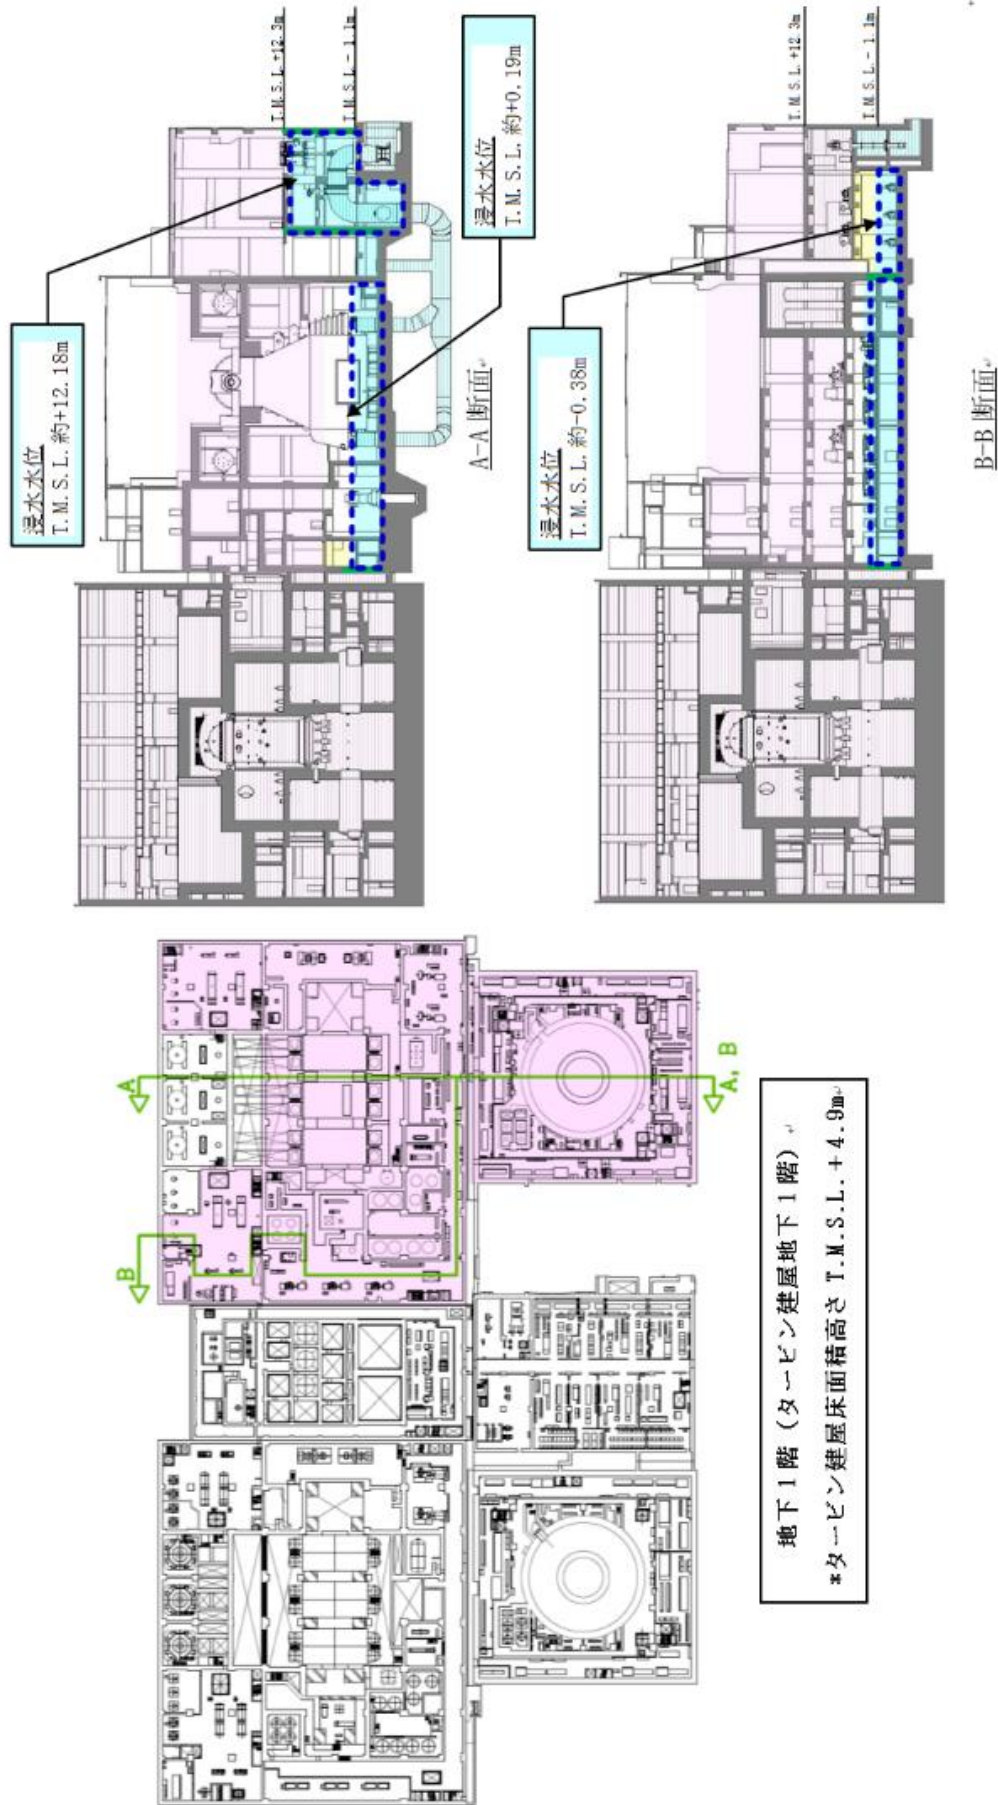 浸水水位
T.M.S.L.約+12.18m
T.M.S.L.+12.3m
T.M.S.L.-1.1m
浸水水位
T.M.S.L.約+0.19m
A-A 断面
浸水水位
T.M.S.L.約-0.38m
T.M.S.L.+12.3m
T.M.S.L.-1.1m
B-B 断面
A
B
A, B
地下1階 (タービン建屋地下1階)
*タービン建屋床面積高さ T.M.S.L.+4.9m